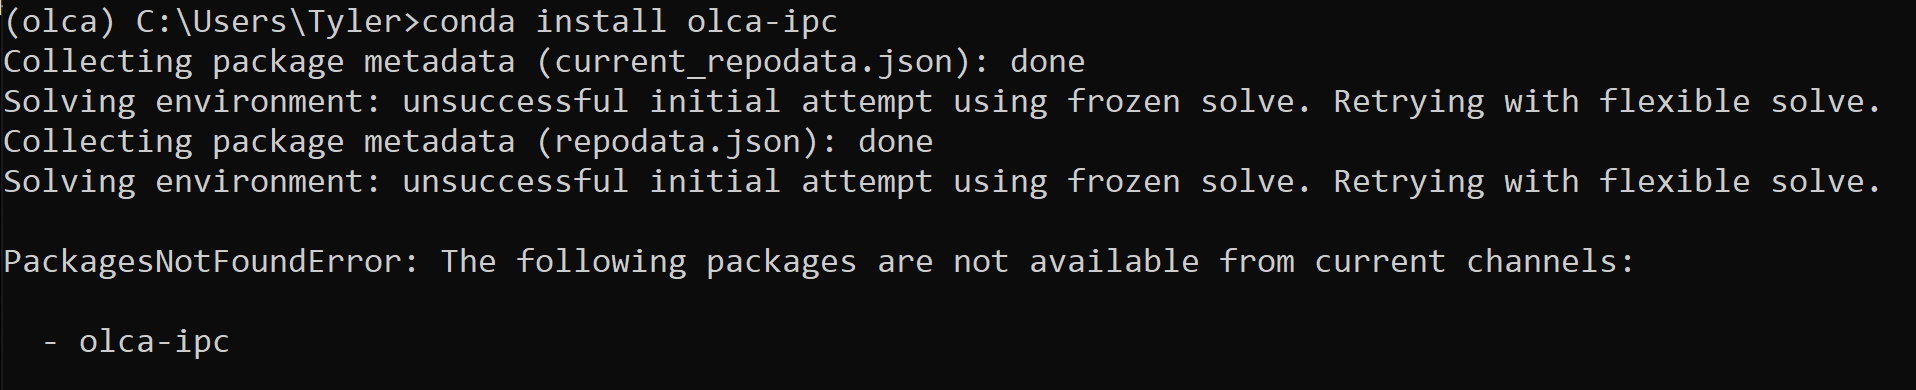 (olca) C:\Users\Tyler>conda install olca-ipc
Collecting package metadata (current_repodata.json): done
Solving environment: unsuccessful initial attempt using frozen solve. Retrying with flexible solve.
Collecting package metadata (repodata.json): done
Solving environment: unsuccessful initial attempt using frozen solve. Retrying with flexible solve.
PackagesNotFoundError: The following packages are not available from current channels:
- olca-ipc